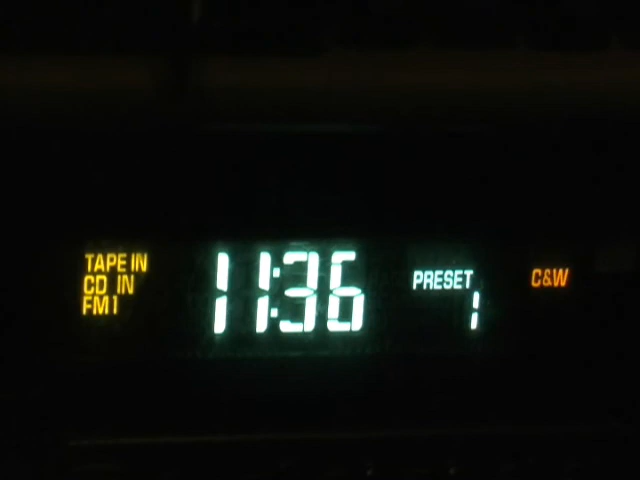 TAPE IN
CD IN
FM1
11:36
PRESET
1
C&W